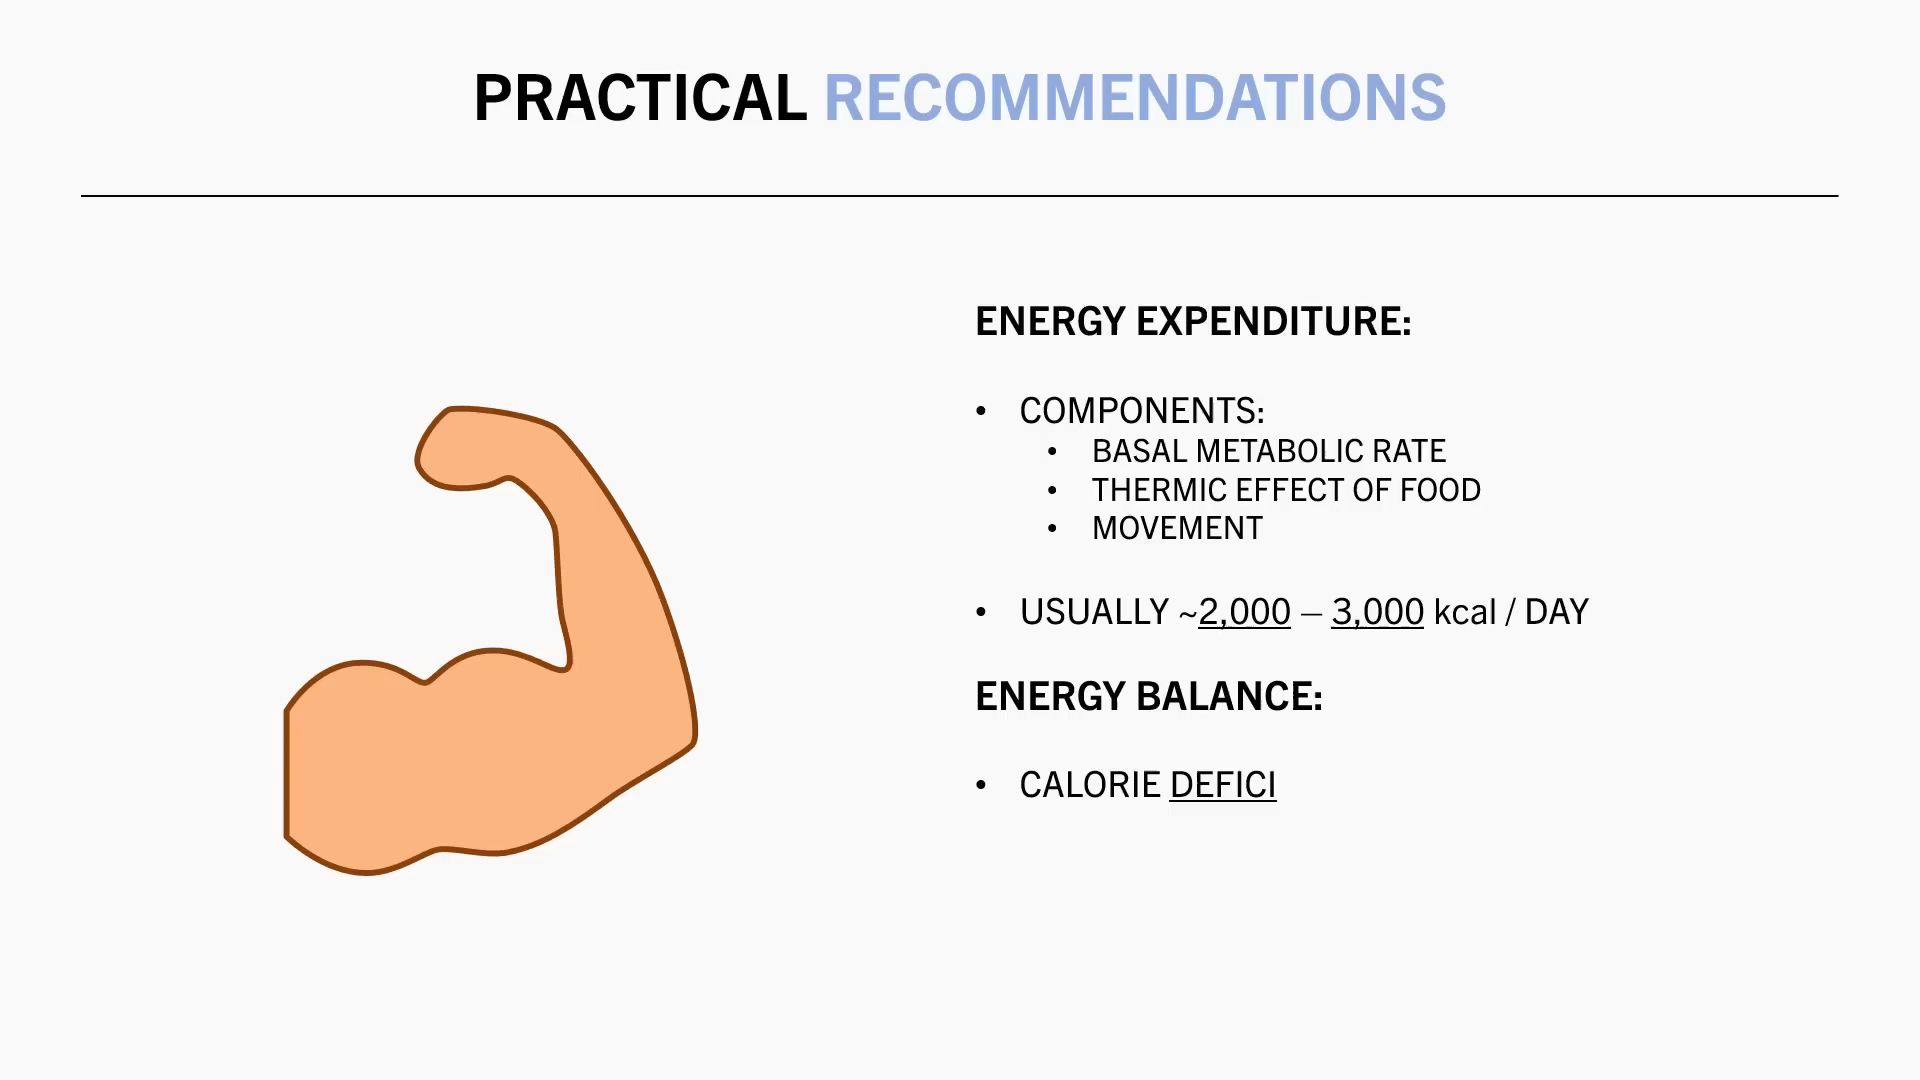 PRACTICAL RECOMMENDATIONS
ENERGY EXPENDITURE:
• COMPONENTS:
• BASAL METABOLIC RATE
• THERMIC EFFECT OF FOOD
• MOVEMENT
• USUALLY ~2,000 – 3,000 kcal / DAY
ENERGY BALANCE:
• CALORIE DEFICI